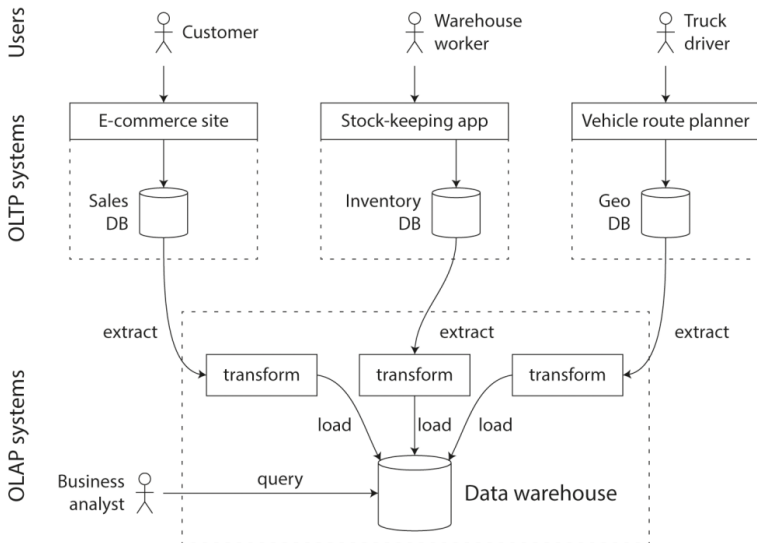 Users
Customer
Warehouse
worker
Truck
driver
OLTP systems
E-commerce site
Stock-keeping app
Vehicle route planner
Sales
DB
Inventory
DB
Geo
DB
extract
extract
extract
OLAP systems
transform
transform
transform
load
load
load
Business
analyst
query
Data warehouse